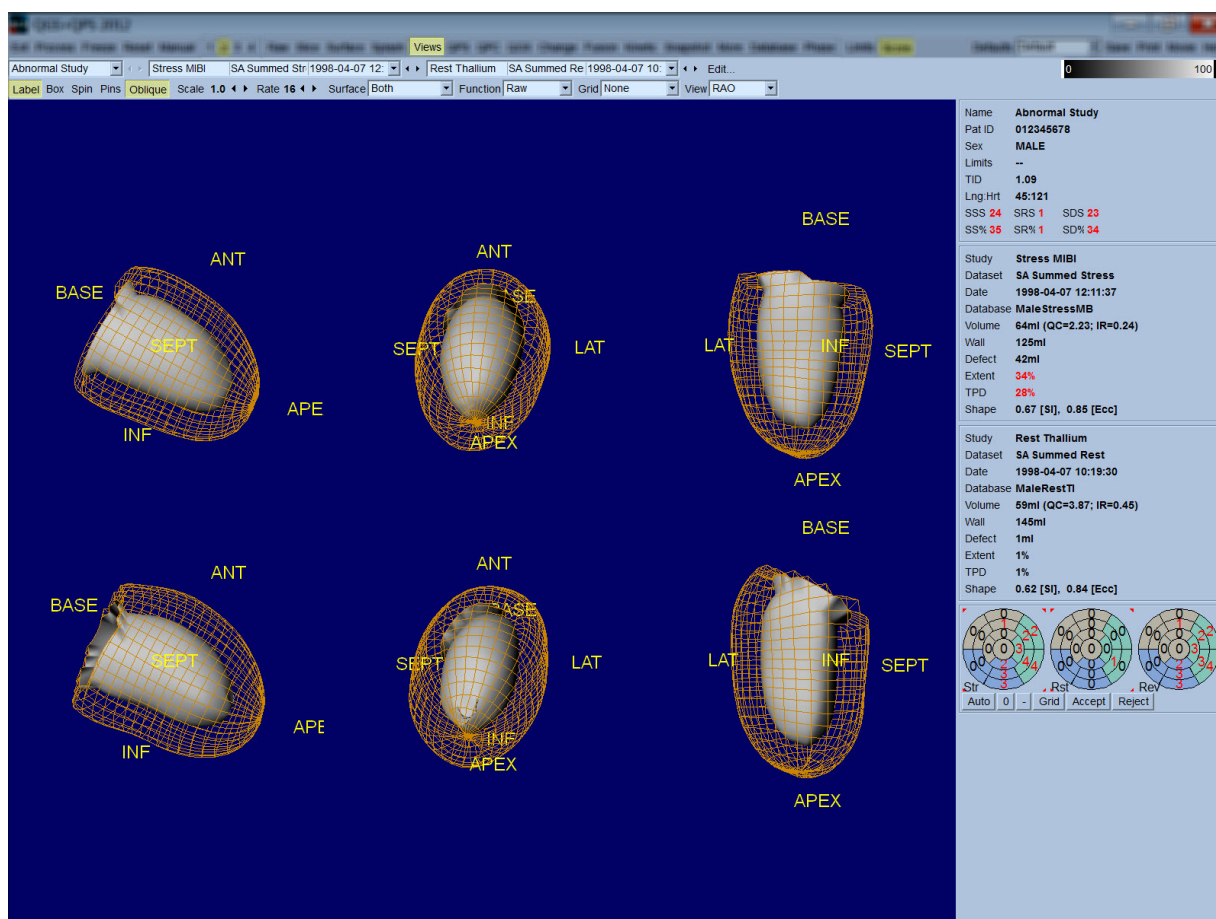 QGS+QPS 2012
Views
Abnormal Study Stress MIBI SA Summed Str 1998-04-07 12: Rest Thallium SA Summed Re 1998-04-07 10: Edit...
0 100
Label Box Spin Pins Oblique Scale 1.0 Rate 16 Surface Both Function Raw Grid None View RAO
Name Abnormal Study
Pat ID 012345678
Sex MALE
Limits --
TID 1.09
Lng:Hrt 45:121
SSS 24 SRS 1 SDS 23
SS% 35 SR% 1 SD% 34
Study Stress MIBI
Dataset SA Summed Stress
Date 1998-04-07 12:11:37
Database MaleStressMB
Volume 64ml (QC=2.23; IR=0.24)
Wall 125ml
Defect 42ml
Extent 34%
TPD 28%
Shape 0.67 [SI], 0.85 [Ecc]
Study Rest Thallium
Dataset SA Summed Rest
Date 1998-04-07 10:19:30
Database MaleRestTl
Volume 59ml (QC=3.87; IR=0.45)
Wall 145ml
Defect 1ml
Extent 1%
TPD 1%
Shape 0.62 [SI], 0.84 [Ecc]
Str Rst Rev
Auto 0 - Grid Accept Reject
ANT
BASE
SEPT
INF
APE
ANT
SEPT
LAT
INF
APEX
BASE
LAT
INF
SEPT
APEX
ANT
BASE
SEPT
INF
APE
ANT
BASE
SEPT
LAT
INF
APEX
BASE
LAT
INF
SEPT
APEX